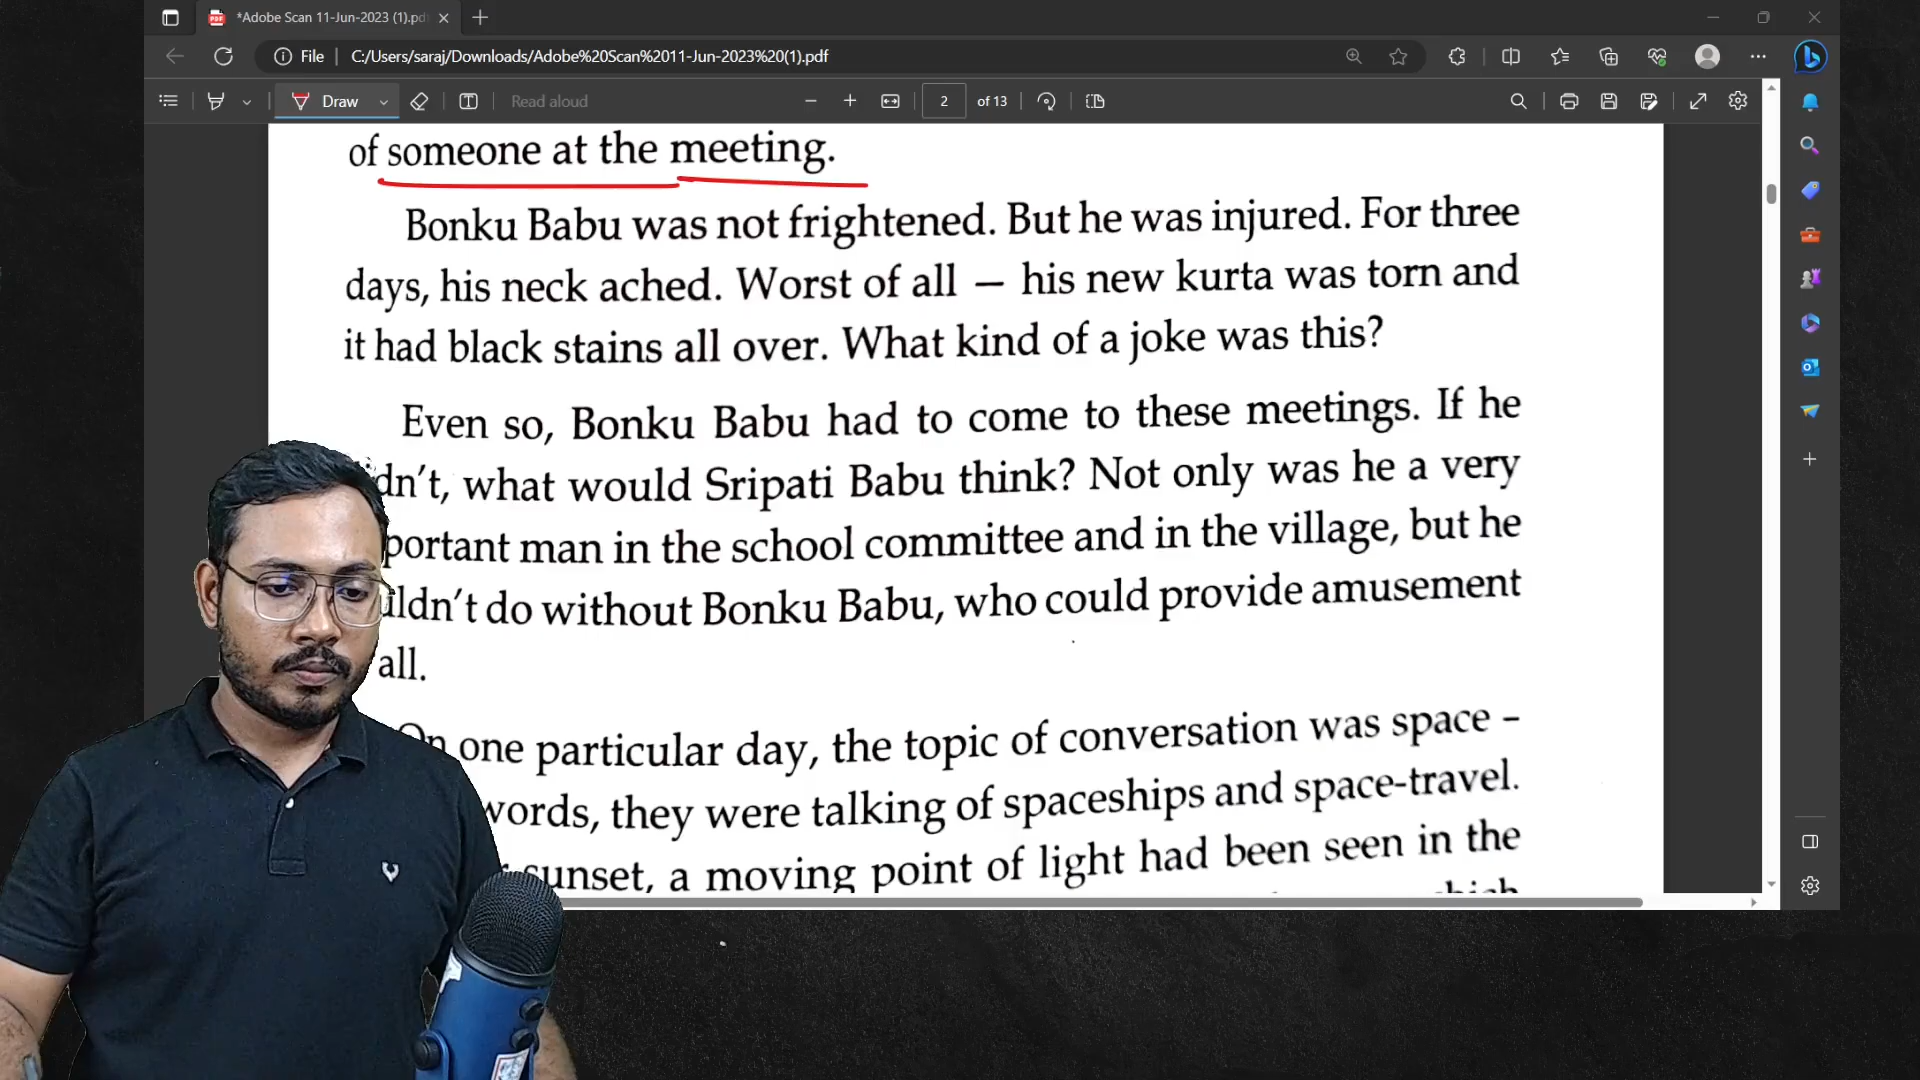 *Adobe Scan 11-Jun-2023 (1).pd
File C:/Users/saraj/Downloads/Adobe%20Scan%2011-Jun-2023%20(1).pdf
Draw Read aloud 2 of 13
of someone at the meeting.
Bonku Babu was not frightened. But he was injured. For three
days, his neck ached. Worst of all – his new kurta was torn and
it had black stains all over. What kind of a joke was this?
Even so, Bonku Babu had to come to these meetings. If he
dn't, what would Sripati Babu think? Not only was he a very
portant man in the school committee and in the village, but he
ldn't do without Bonku Babu, who could provide amusement
all.
On one particular day, the topic of conversation was space –
words, they were talking of spaceships and space-travel.
sunset, a moving point of light had been seen in the
which